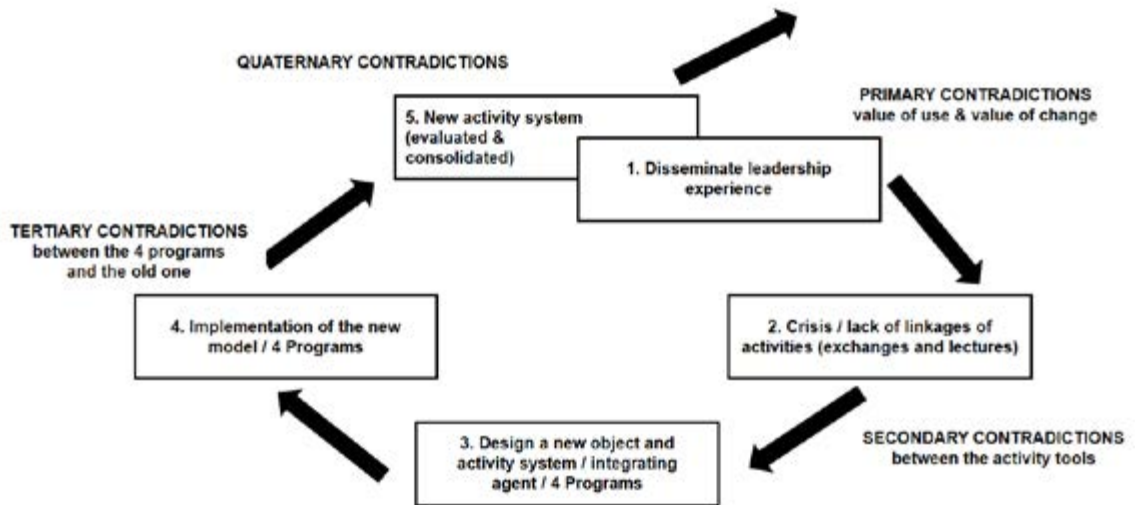 QUATERNARY CONTRADICTIONS
PRIMARY CONTRADICTIONS
value of use & value of change
5. New activity system
(evaluated &
consolidated)
1. Disseminate leadership
experience
TERTIARY CONTRADICTIONS
between the 4 programs
and the old one
4. Implementation of the new
model / 4 Programs
2. Crisis / lack of linkages of
activities (exchanges and lectures)
3. Design a new object and
activity system / integrating
agent / 4 Programs
SECONDARY CONTRADICTIONS
between the activity tools